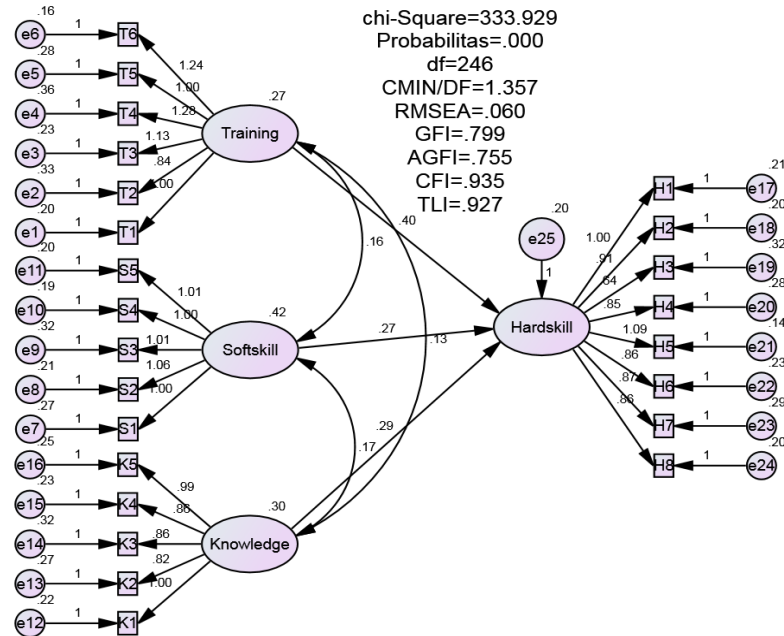 chi-Square=333.929
Probabilitas=.000
df=246
CMIN/DF=1.357
RMSEA=.060
GFI=.799
AGFI=.755
CFI=.935
TLI=.927
.16
e6 1 T6
.28
e5 1 T5
.36
e4 1 T4
.23
e3 1 T3
.33
e2 1 T2
.20
e1 1 T1
.20
e11 1 S5
.19
e10 1 S4
.32
e9 1 S3
.21
e8 1 S2
.27
e7 1 S1
.25
e16 1 K5
.23
e15 1 K4
.32
e14 1 K3
.27
e13 1 K2
.22
e12 1 K1
1.24
1.00
1.28
1.13
.84
1.00
.27
Training
1.01
1.00
1.01
1.06
1.00
.42
Softskill
.99
.86
.86
.82
1.00
.30
Knowledge
.16
.17
.13
.40
.27
.29
.20
e25
1
Hardskill
1.00
.91
.64
.85
1.09
.86
.87
.86
.21
H1 1 e17
.20
H2 1 e18
.32
H3 1 e19
.28
H4 1 e20
.14
H5 1 e21
.23
H6 1 e22
.29
H7 1 e23
.20
H8 1 e24